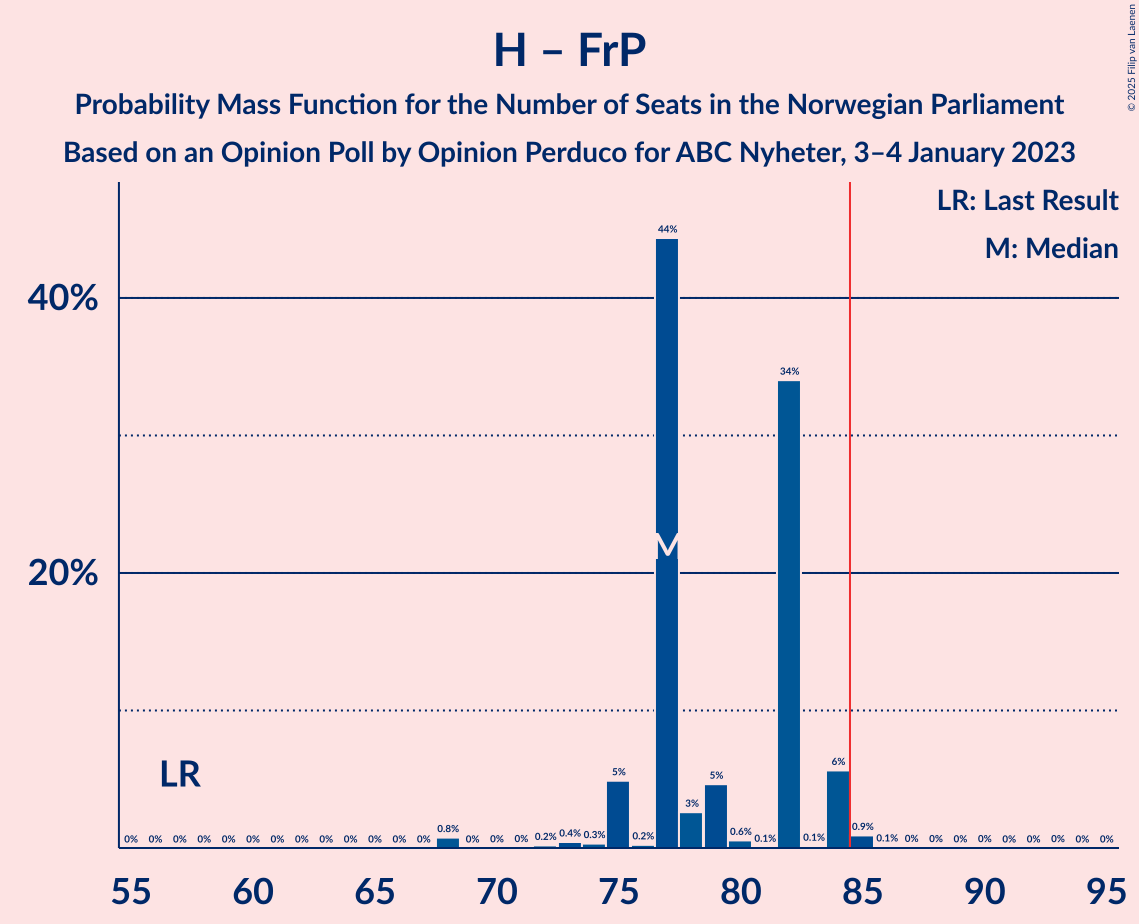 H – FrP
Probability Mass Function for the Number of Seats in the Norwegian Parliament
Based on an Opinion Poll by Opinion Perduco for ABC Nyheter, 3–4 January 2023
© 2025 Filip van Laenen
LR: Last Result
M: Median
40%
20%
44%
34%
M
LR
0% 0% 0% 0% 0% 0% 0% 0% 0% 0% 0% 0% 0% 0.8% 0% 0% 0% 0.2% 0.4% 0.3% 5% 0.2% 3% 5% 0.6% 0.1% 0.1% 6% 0.9% 0.1% 0% 0% 0% 0% 0% 0% 0% 0% 0%
55 60 65 70 75 80 85 90 95